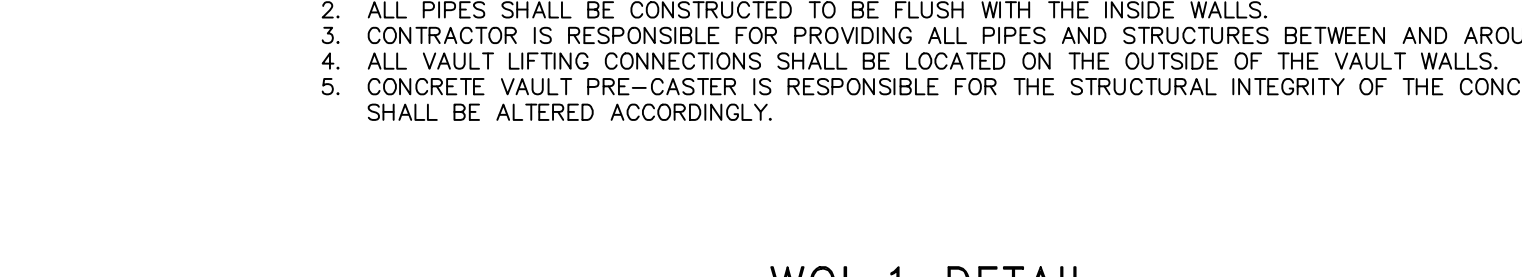 2. ALL PIPES SHALL BE CONSTRUCTED TO BE FLUSH WITH THE INSIDE WALLS.
3. CONTRACTOR IS RESPONSIBLE FOR PROVIDING ALL PIPES AND STRUCTURES BETWEEN AND
4. ALL VAULT LIFTING CONNECTIONS SHALL BE LOCATED ON THE OUTSIDE OF THE VAULT WALLS.
5. CONCRETE VAULT PRE-CASTER IS RESPONSIBLE FOR THE STRUCTURAL INTEGRITY OF THE
SHALL BE ALTERED ACCORDINGLY.
DETAIL